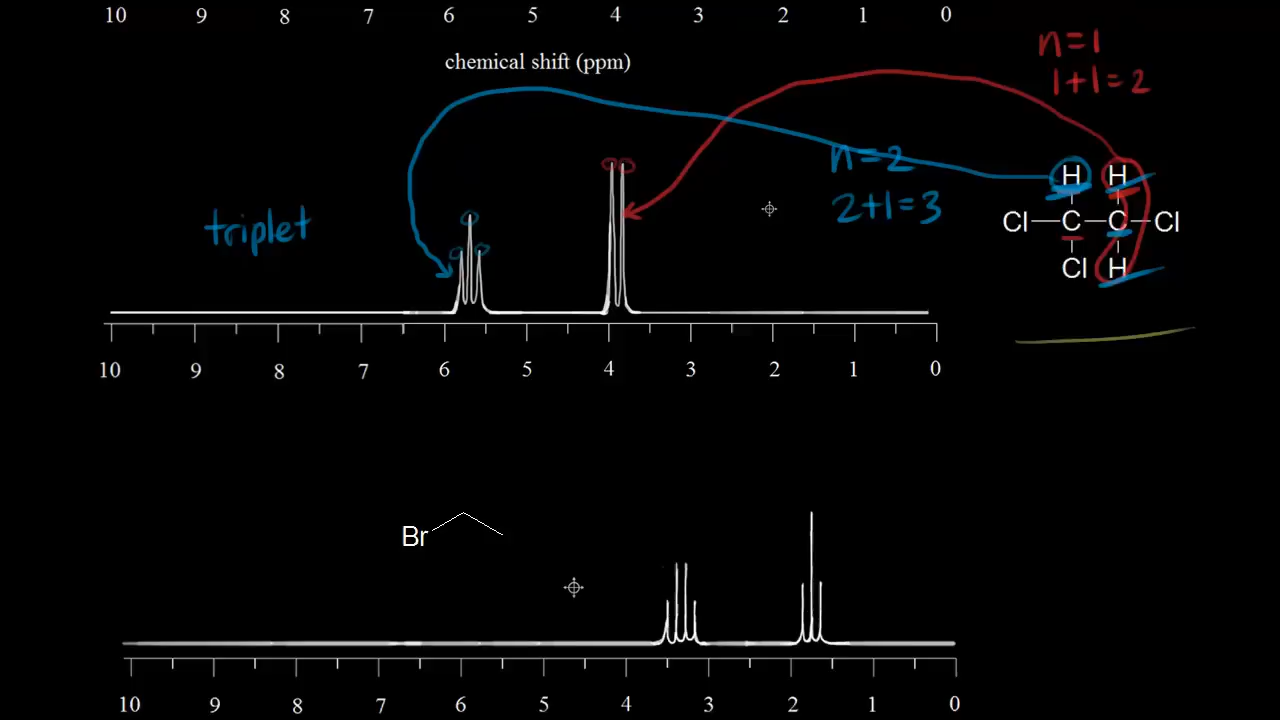 10 9 8 7 6 5 4 3 2 1 0
chemical shift (ppm)
n=1
1+1=2
n=2
2+1=3
triplet
H H
Cl C C Cl
Cl H
10 9 8 7 6 5 4 3 2 1 0
Br
10 9 8 7 6 5 4 3 2 1 0